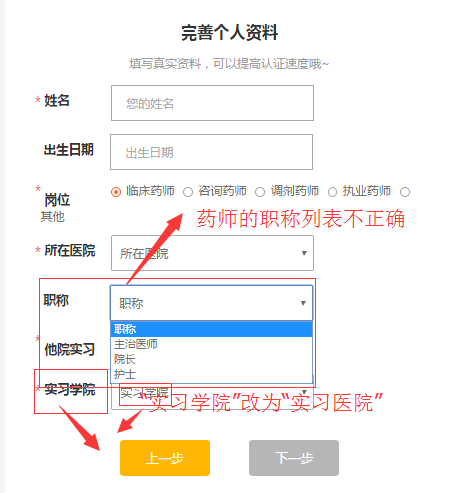 完善个人资料
填写真实资料，可以提高认证速度哦~
* 姓名 您的姓名
出生日期 出生日期
* 岗位 临床药师 咨询药师 调剂药师 执业药师
其他
药师的职称列表不正确
* 所在医院 所在医院
职称 职称
职称
主治医师
* 他院实习 院长
护士
* 实习学院 实习学院
“实习学院”改为“实习医院”
上一步 下一步